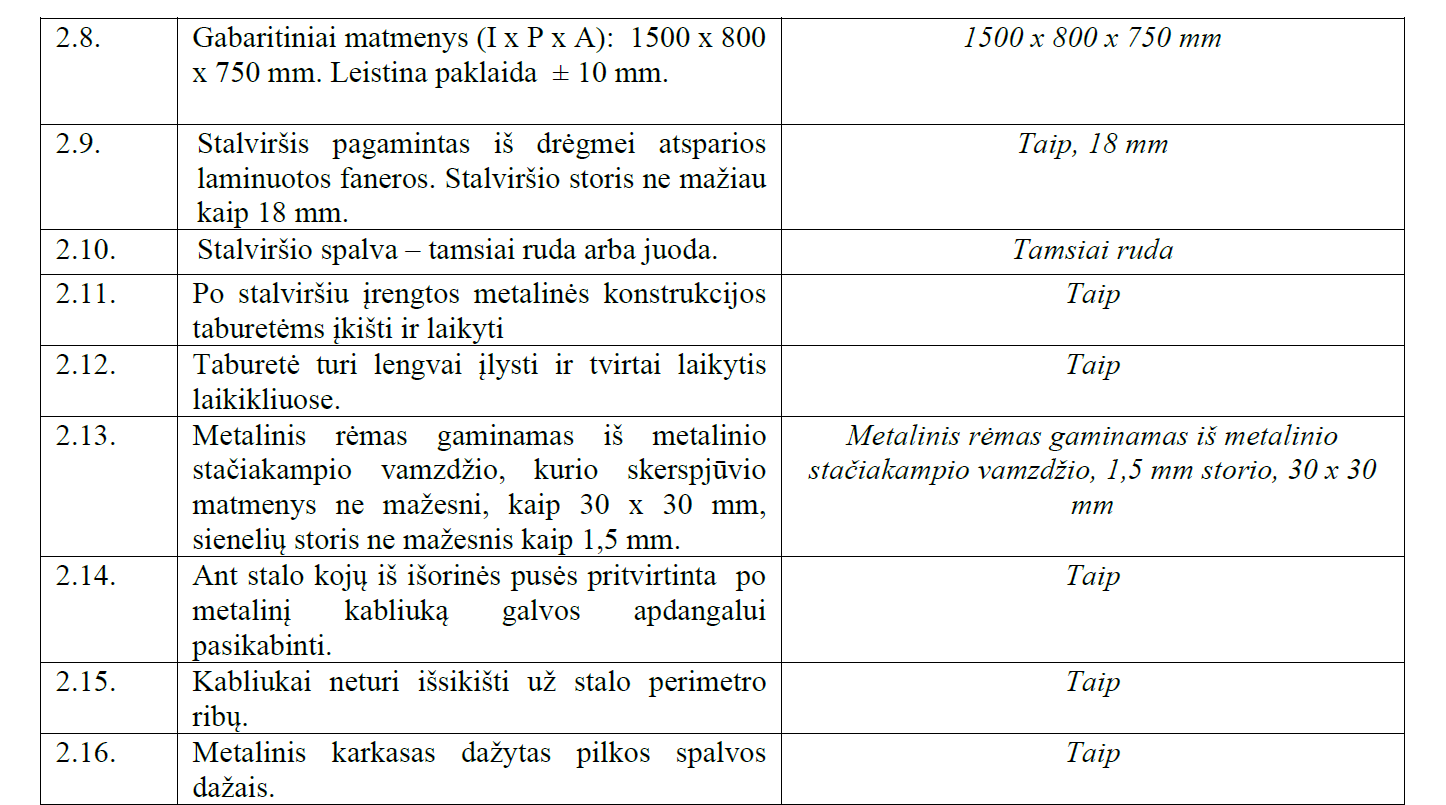 2.8.
Gabaritiniai matmenys (I x P x A): 1500 x 800
x 750 mm. Leistina paklaida ± 10 mm.
1500 x 800 x 750 mm
2.9.
Stalviršis pagamintas iš drėgmei atsparios
laminuotos faneros. Stalviršio storis ne mažiau
kaip 18 mm.
Taip, 18 mm
2.10.
Stalviršio spalva – tamsiai ruda arba juoda.
Tamsiai ruda
2.11.
Po stalviršiu įrengtos metalinės konstrukcijos
taburetėms įkišti ir laikyti
Taip
2.12.
Taburetė turi lengvai įlysti ir tvirtai laikytis
laikikliuose.
Taip
2.13.
Metalinis rėmas gaminamas iš metalinio
stačiakampio vamzdžio, kurio skerspjūvio
matmenys ne mažesni, kaip 30 x 30 mm,
sienelių storis ne mažesnis kaip 1,5 mm.
Metalinis rėmas gaminamas iš metalinio
stačiakampio vamzdžio, 1,5 mm storio, 30 x 30
mm
2.14.
Ant stalo kojų iš išorinės pusės pritvirtinta po
metalinį kabliuką galvos apdangalui
pasikabinti.
Taip
2.15.
Kabliukai neturi išsikišti už stalo perimetro
ribų.
Taip
2.16.
Metalinis karkasas dažytas pilkos spalvos
dažais.
Taip